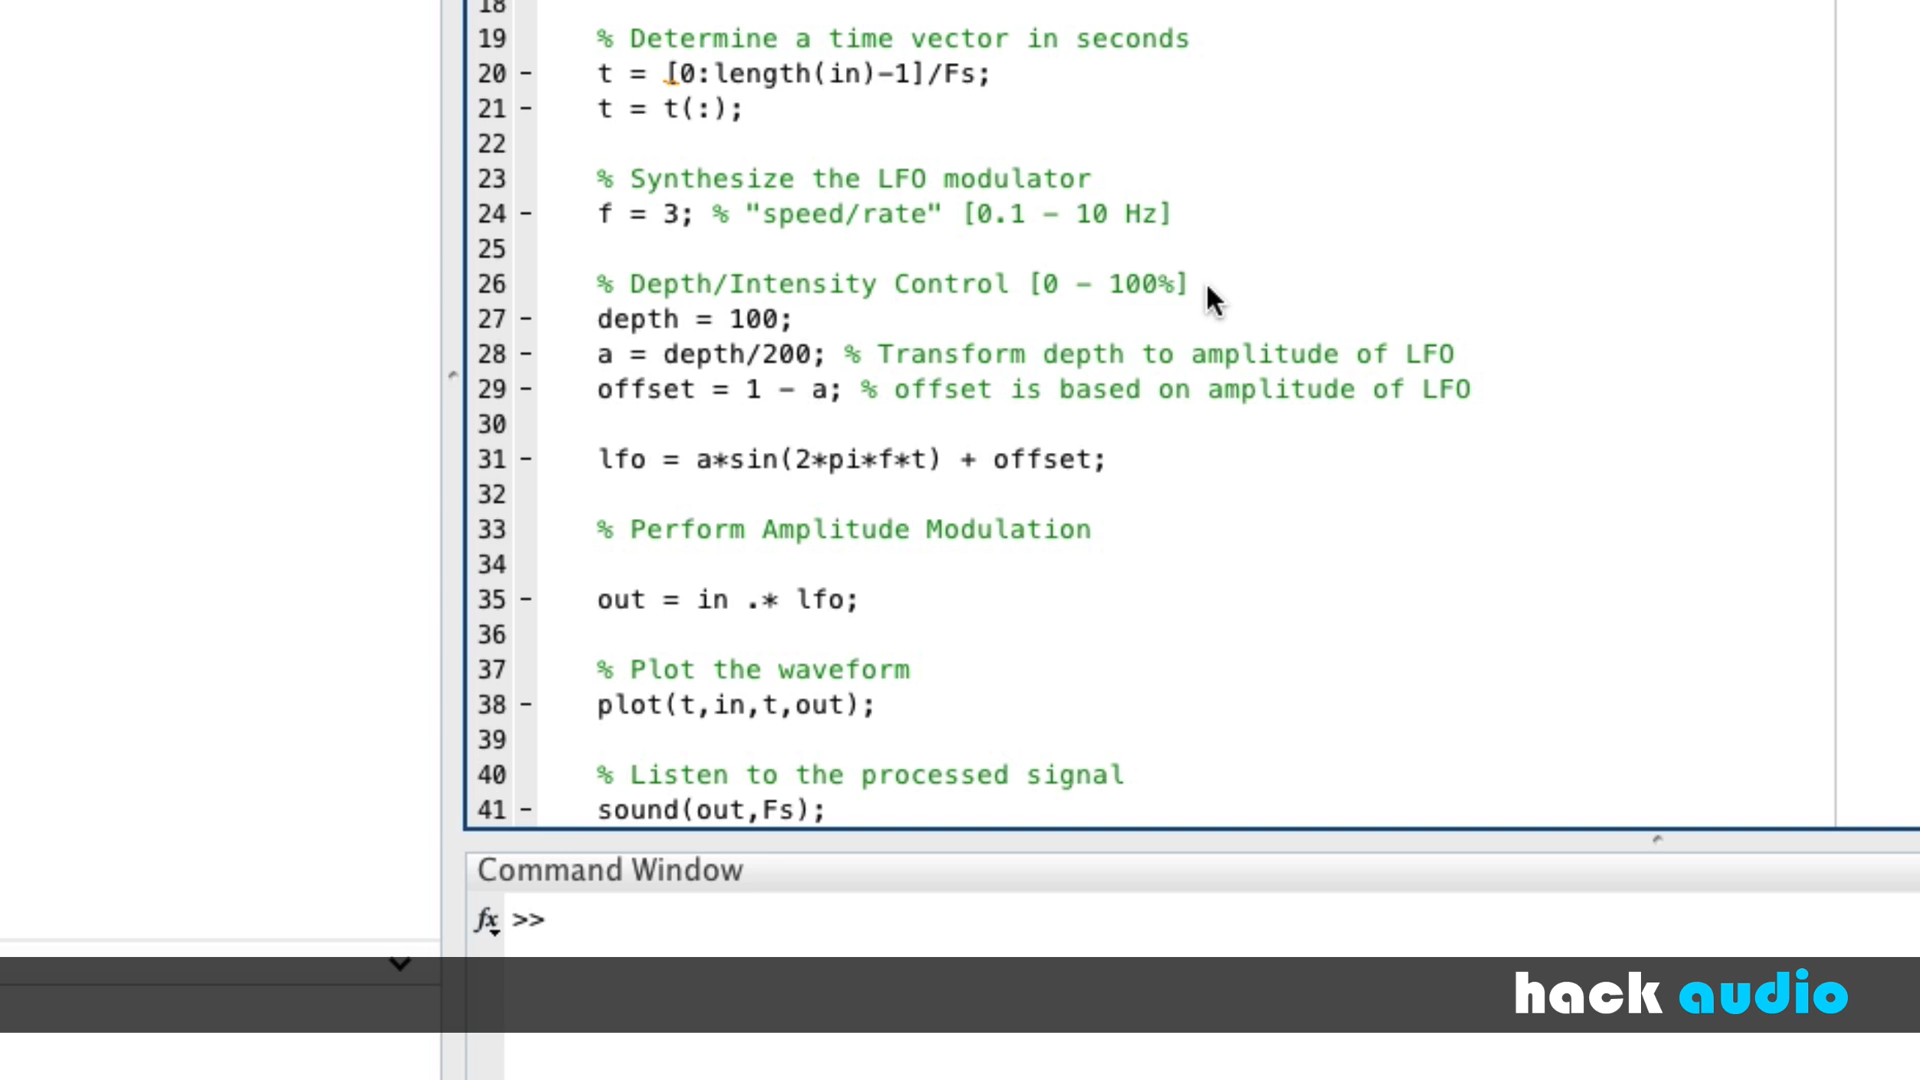 18
19 % Determine a time vector in seconds
20 - t = [0:length(in)-1]/Fs;
21 - t = t(:);
22
23 % Synthesize the LFO modulator
24 - f = 3; % "speed/rate" [0.1 - 10 Hz]
25
26 % Depth/Intensity Control [0 - 100%]
27 - depth = 100;
28 - a = depth/200; % Transform depth to amplitude of LFO
29 - offset = 1 - a; % offset is based on amplitude of LFO
30
31 - lfo = a*sin(2*pi*f*t) + offset;
32
33 % Perform Amplitude Modulation
34
35 - out = in .* lfo;
36
37 % Plot the waveform
38 - plot(t,in,t,out);
39
40 % Listen to the processed signal
41 - sound(out,Fs);
Command Window
fx >>
hack audio